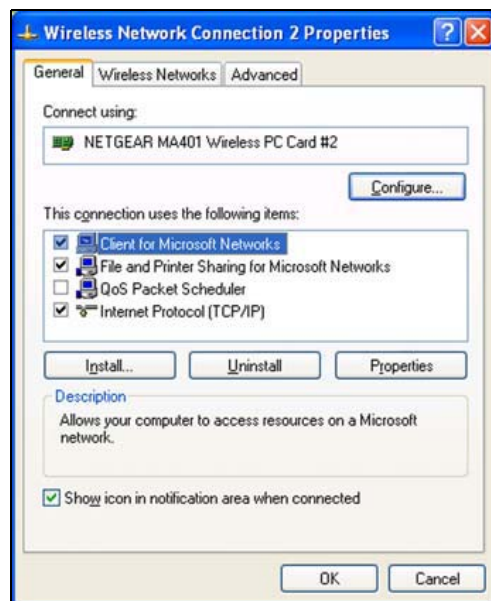 Wireless Network Connection 2 Properties
General Wireless Networks Advanced
Connect using:
NETGEAR MA401 Wireless PC Card #2
Configure...
This connection uses the following items:
Client for Microsoft Networks
File and Printer Sharing for Microsoft Networks
QoS Packet Scheduler
Internet Protocol (TCP/IP)
Install... Uninstall Properties
Description
Allows your computer to access resources on a Microsoft
network.
Show icon in notification area when connected
OK Cancel